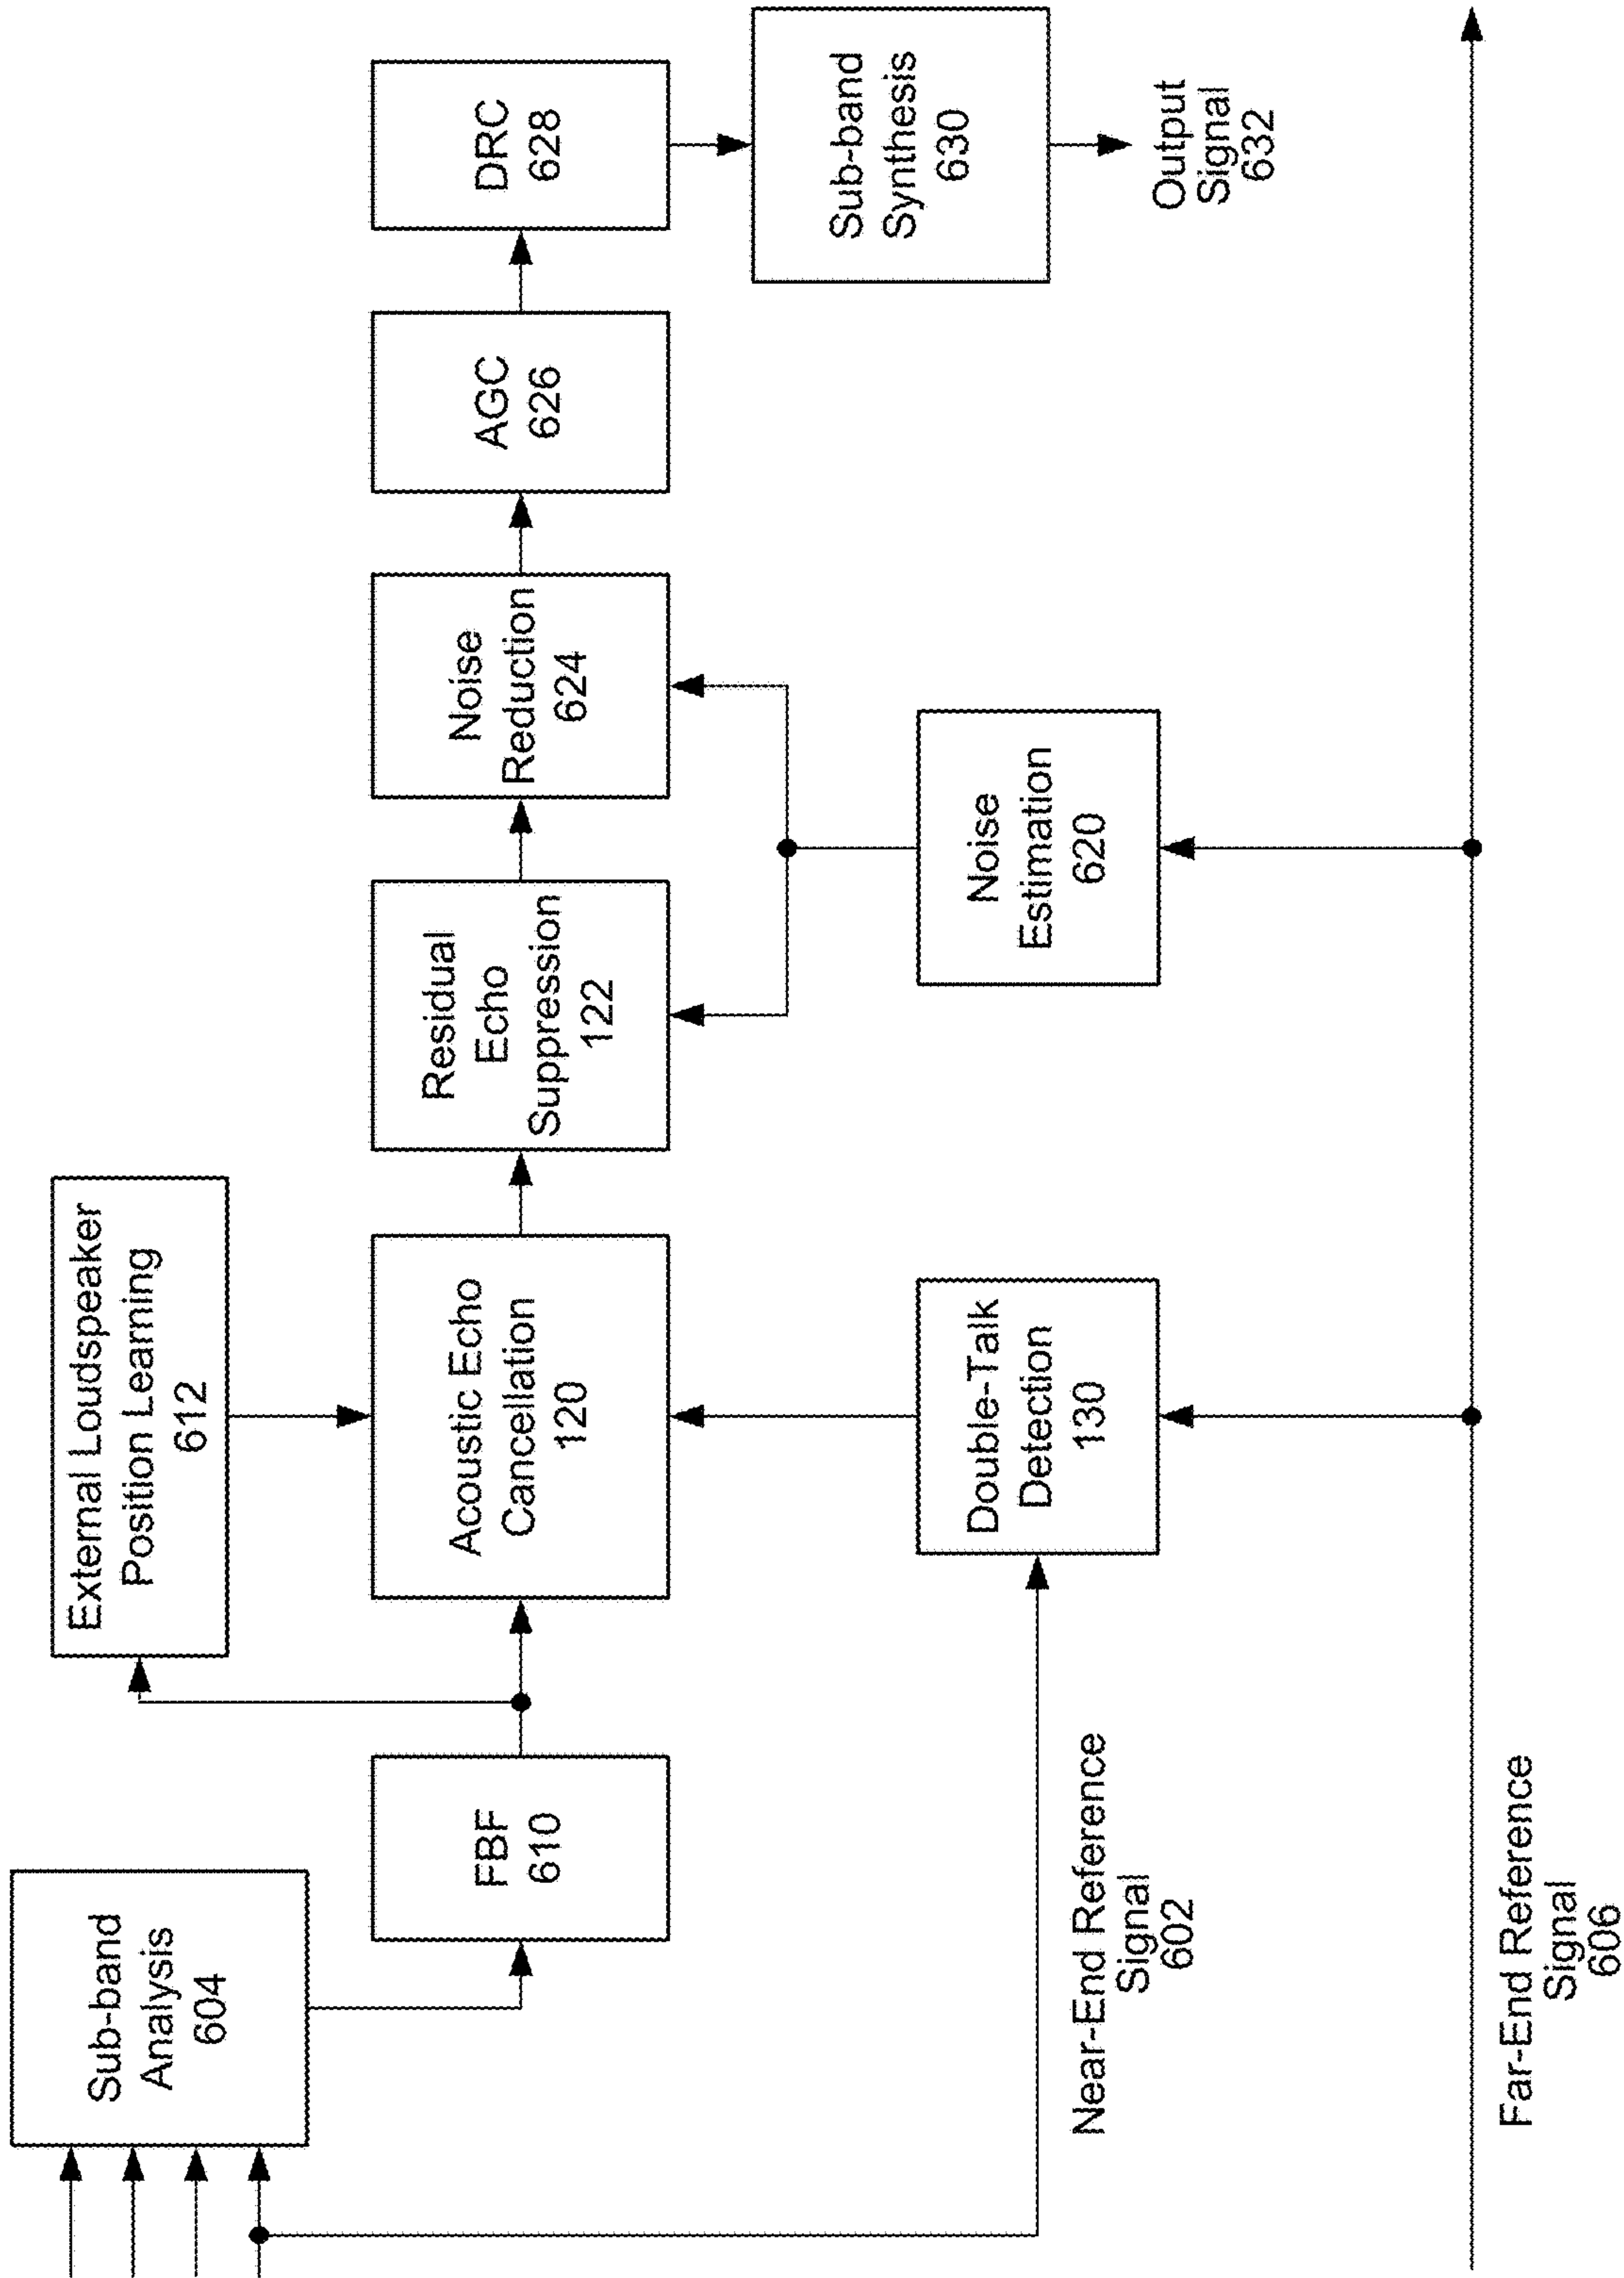 Sub-band
Analysis
604
FBF
610
External Loudspeaker
Position Learning
612
Acoustic Echo
Cancellation
120
Residual
Echo
Suppression
122
Noise
Reduction
624
AGC
626
DRC
628
Sub-band
Synthesis
630
Output
Signal
632
Double-Talk
Detection
130
Noise
Estimation
620
Near-End Reference
Signal
602
Far-End Reference
Signal
606